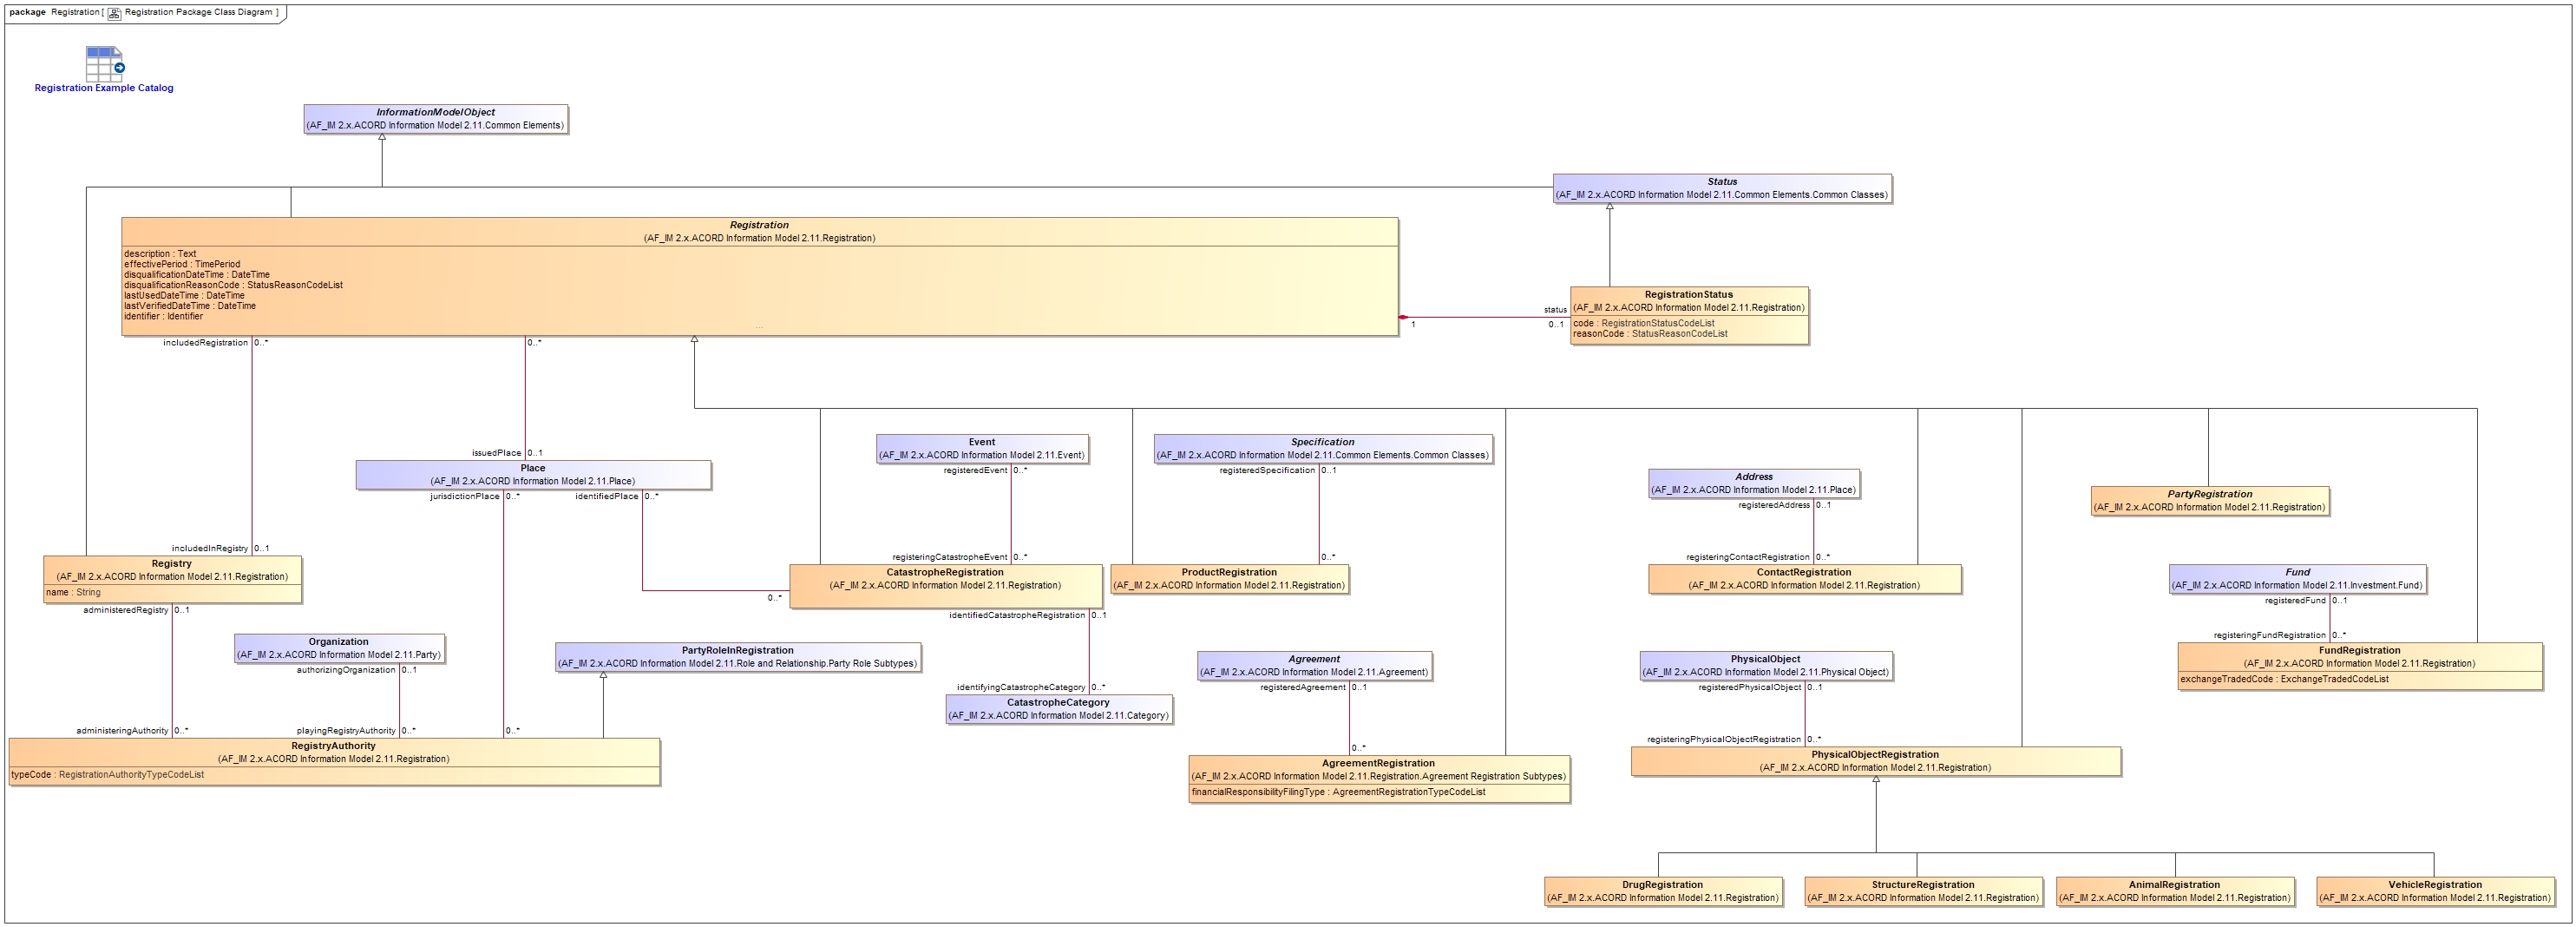 package Registration [ Registration Package Class Diagram ]
Registration Example Catalog
InformationModelObject
(AF_IM 2.x.ACORD Information Model 2.11.Common Elements)
Status
(AF_IM 2.x.ACORD Information Model 2.11.Common Elements.Common Classes)
Registration
(AF_IM 2.x.ACORD Information Model 2.11.Registration)
description : Text
effectivePeriod : TimePeriod
disqualificationDateTime : DateTime
disqualificationReasonCode : StatusReasonCodeList
lastUsedDateTime : DateTime
lastVerifiedDateTime : DateTime
identifier : Identifier
...
1
status
0..1
RegistrationStatus
(AF_IM 2.x.ACORD Information Model 2.11.Registration)
code : RegistrationStatusCodeList
reasonCode : StatusReasonCodeList
includedRegistration 0..*
0..*
issuedPlace 0..1
Place
(AF_IM 2.x.ACORD Information Model 2.11.Place)
jurisdictionPlace 0..*
identifiedPlace 0..*
Event
(AF_IM 2.x.ACORD Information Model 2.11.Event)
registeredEvent 0..*
Specification
(AF_IM 2.x.ACORD Information Model 2.11.Common Elements.Common Classes)
registeredSpecification 0..1
Address
(AF_IM 2.x.ACORD Information Model 2.11.Place)
registeredAddress 0..1
PartyRegistration
(AF_IM 2.x.ACORD Information Model 2.11.Registration)
includedInRegistry 0..1
Registry
(AF_IM 2.x.ACORD Information Model 2.11.Registration)
name : String
administeredRegistry 0..1
registeringCatastropheEvent 0..*
CatastropheRegistration
(AF_IM 2.x.ACORD Information Model 2.11.Registration)
0..*
identifiedCatastropheRegistration 0..1
0..*
ProductRegistration
(AF_IM 2.x.ACORD Information Model 2.11.Registration)
registeringContactRegistration 0..*
ContactRegistration
(AF_IM 2.x.ACORD Information Model 2.11.Registration)
Fund
(AF_IM 2.x.ACORD Information Model 2.11.Investment.Fund)
registeredFund 0..1
registeringFundRegistration 0..*
FundRegistration
(AF_IM 2.x.ACORD Information Model 2.11.Registration)
exchangeTradedCode : ExchangeTradedCodeList
Organization
(AF_IM 2.x.ACORD Information Model 2.11.Party)
authorizingOrganization 0..1
PartyRoleInRegistration
(AF_IM 2.x.ACORD Information Model 2.11.Role and Relationship.Party Role Subtypes)
identifyingCatastropheCategory 0..*
CatastropheCategory
(AF_IM 2.x.ACORD Information Model 2.11.Category)
Agreement
(AF_IM 2.x.ACORD Information Model 2.11.Agreement)
registeredAgreement 0..1
PhysicalObject
(AF_IM 2.x.ACORD Information Model 2.11.Physical Object)
registeredPhysicalObject 0..1
administeringAuthority 0..*
playingRegistryAuthority 0..*
0..*
RegistryAuthority
(AF_IM 2.x.ACORD Information Model 2.11.Registration)
typeCode : RegistrationAuthorityTypeCodeList
0..*
AgreementRegistration
(AF_IM 2.x.ACORD Information Model 2.11.Registration.Agreement Registration Subtypes)
financialResponsibilityFilingType : AgreementRegistrationTypeCodeList
registeringPhysicalObjectRegistration 0..*
PhysicalObjectRegistration
(AF_IM 2.x.ACORD Information Model 2.11.Registration)
DrugRegistration
(AF_IM 2.x.ACORD Information Model 2.11.Registration)
StructureRegistration
(AF_IM 2.x.ACORD Information Model 2.11.Registration)
AnimalRegistration
(AF_IM 2.x.ACORD Information Model 2.11.Registration)
VehicleRegistration
(AF_IM 2.x.ACORD Information Model 2.11.Registration)